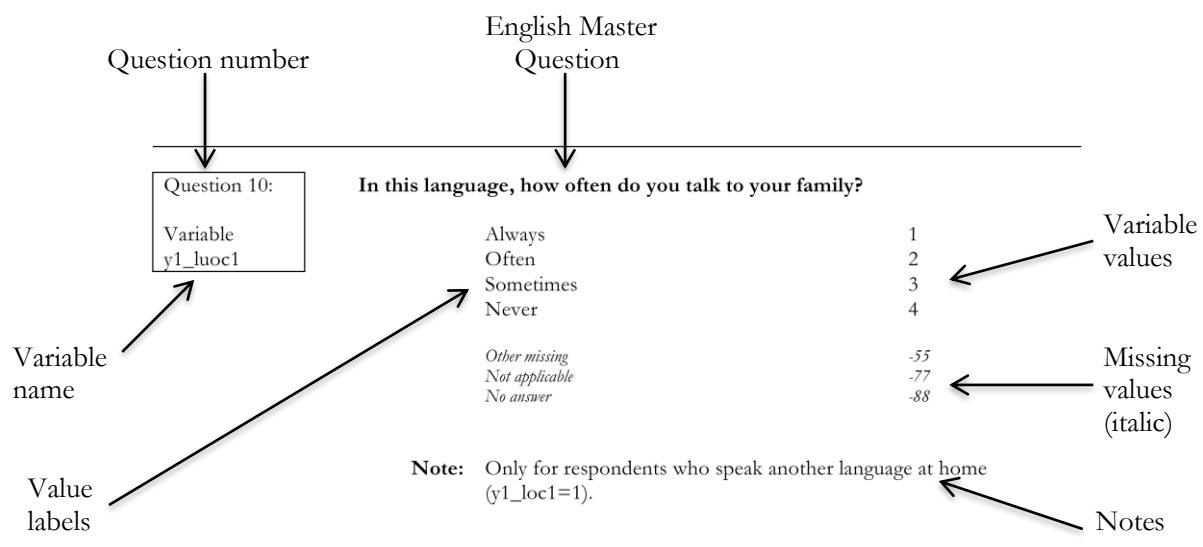 English Master
Question
Question number
Question 10:
Variable
y1_luoc1
In this language, how often do you talk to your family?
Always 1
Often 2
Sometimes 3
Never 4
Other missing -55
Not applicable -77
No answer -88
Note: Only for respondents who speak another language at home
(y1_loc1=1).
Variable
values
Missing
values
(italic)
Notes
Variable
name
Value
labels